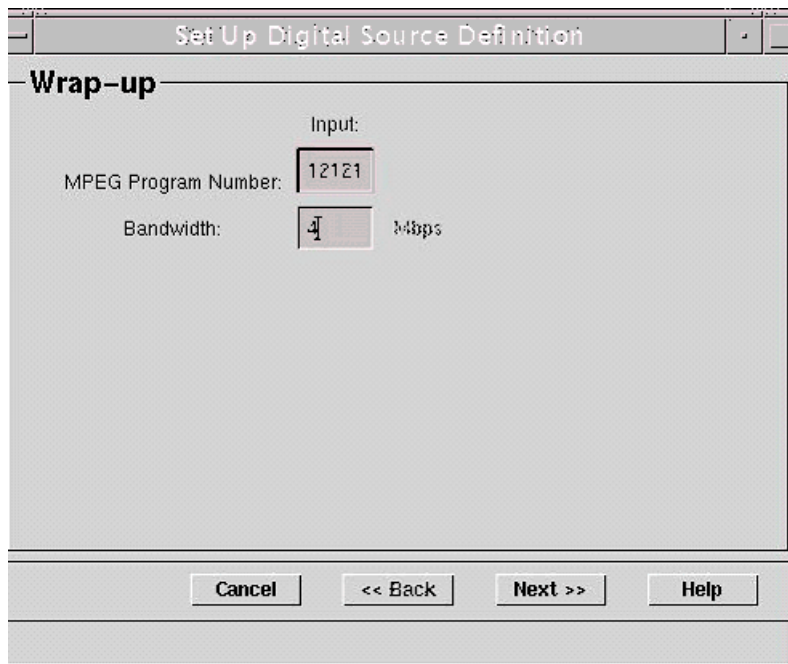 Set Up Digital Source Definition
Wrap-up
Input:
MPEG Program Number: 12121
Bandwidth: 4 Mbps
Cancel << Back Next >> Help